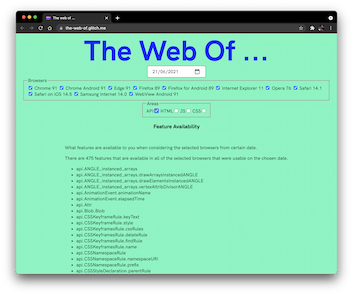 The Web of ...
the-web-of.glitch.me
The Web Of ...
21/06/2021
Browsers
Chrome 91 Chrome Android 91 Edge 91 Firefox 89 Firefox for Android 89 Internet Explorer 11 Opera 76 Safari 14.1
Safari on iOS 14.5 Samsung Internet 14.0 WebView Android 91
Areas
API HTML JS CSS
Feature Availability
What features are available to you when considering the selected browsers from certain date.
There are 475 features that are available in all of the selected browsers that were usable on the chosen date.
api.ANGLE_instanced_arrays
api.ANGLE_instanced_arrays.drawArraysInstancedANGLE
api.ANGLE_instanced_arrays.drawElementsInstancedANGLE
api.ANGLE_instanced_arrays.vertexAttribDivisorANGLE
api.AnimationEvent.animationName
api.AnimationEvent.elapsedTime
api.Attr
api.Blob.Blob
api.CSSKeyframeRule.keyText
api.CSSKeyframeRule.style
api.CSSKeyframesRule.cssRules
api.CSSKeyframesRule.deleteRule
api.CSSKeyframesRule.findRule
api.CSSKeyframesRule.name
api.CSSNamespaceRule
api.CSSNamespaceRule.namespaceURI
api.CSSNamespaceRule.prefix
api.CSSStyleDeclaration.parentRule